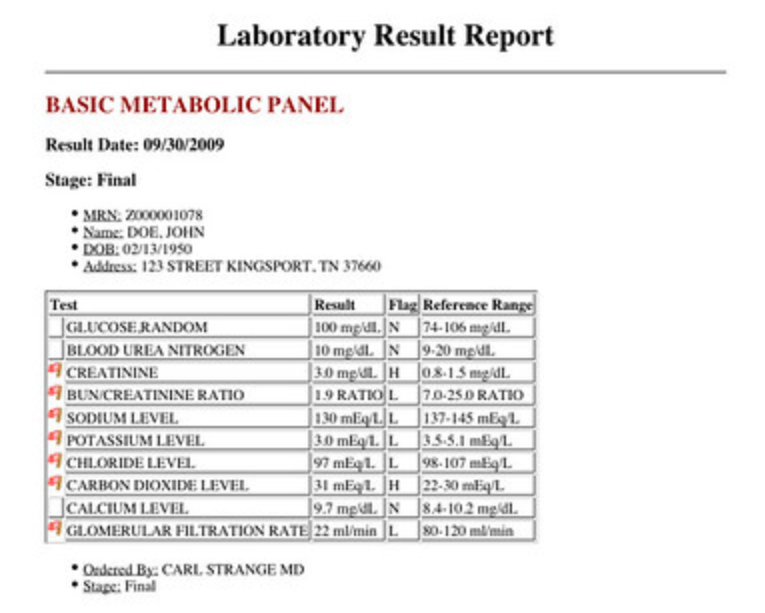 Laboratory Result Report
BASIC METABOLIC PANEL
Result Date: 09/30/2009
Stage: Final
• MRN: Z000001078
• Name: DOE, JOHN
• DOB: 02/13/1950
• Address: 123 STREET KINGSPORT, TN 37660
Test Result Flag Reference Range
GLUCOSE,RANDOM 100 mg/dL N 74-106 mg/dL
BLOOD UREA NITROGEN 10 mg/dL N 9-20 mg/dL
CREATININE 3.0 mg/dL H 0.8-1.5 mg/dL
BUN/CREATININE RATIO 1.9 RATIO L 7.0-25.0 RATIO
SODIUM LEVEL 130 mEq/L L 137-145 mEq/L
POTASSIUM LEVEL 3.0 mEq/L L 3.5-5.1 mEq/L
CHLORIDE LEVEL 97 mEq/L L 98-107 mEq/L
CARBON DIOXIDE LEVEL 31 mEq/L H 22-30 mEq/L
CALCIUM LEVEL 9.7 mg/dL N 8.4-10.2 mg/dL
GLOMERULAR FILTRATION RATE 22 ml/min L 80-120 ml/min
• Ordered By: CARL STRANGE MD
• Stage: Final